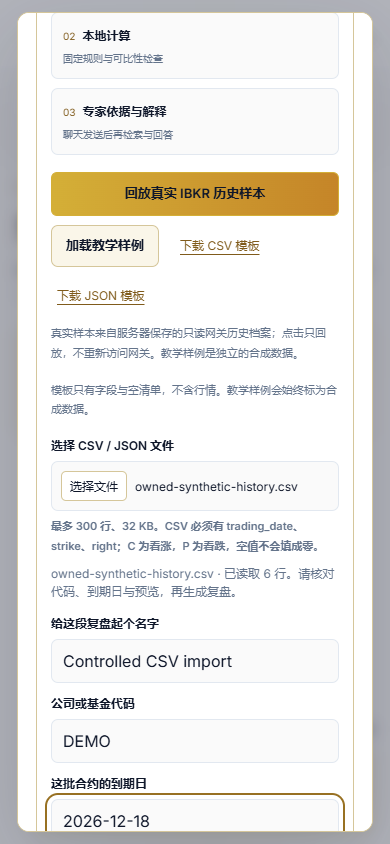 02 本地计算
固定规则与可比性检查
03 专家依据与解释
聊天发送后再检索与回答
回放真实 IBKR 历史样本
加载教学样例 下载 CSV 模板
下载 JSON 模板
真实样本来自服务器保存的只读网关历史档案；点击只回
放，不重新访问网关。教学样例是独立的合成数据。
模板只有字段与空清单，不含行情。教学样例会始终标为合
成数据。
选择 CSV / JSON 文件
选择文件 owned-synthetic-history.csv
最多 300 行、32 KB。CSV 必须有 trading_date、
strike、right；C 为看涨，P 为看跌，空值不会填成零。
owned-synthetic-history.csv · 已读取 6 行。请核对
代码、到期日与预览，再生成复盘。
给这段复盘起个名字
Controlled CSV import
公司或基金代码
DEMO
这批合约的到期日
2026-12-18